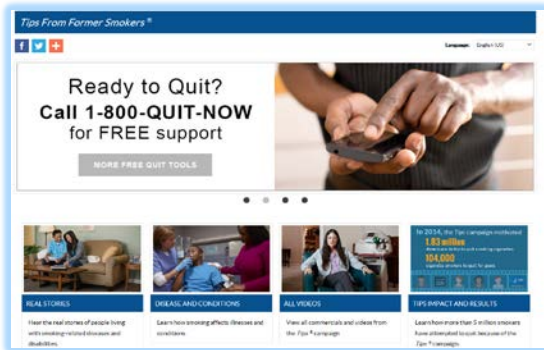 Tips From Former Smokers ®
Language: English (US)
Ready to Quit?
Call 1-800-QUIT-NOW
for FREE support
MORE FREE QUIT TOOLS
In 2014, the Tips campaign motivated
1.83 million
104,000
REAL STORIES
DISEASE AND CONDITIONS
ALL VIDEOS
TIPS IMPACT AND RESULTS
Hear the real stories of people living
with smoking-related diseases and
disabilities.
Learn how smoking affects illnesses and
conditions.
View all commercials and videos from
the Tips® campaign.
Learn how more than 5 million smokers
have attempted to quit because of the
Tips® campaign.